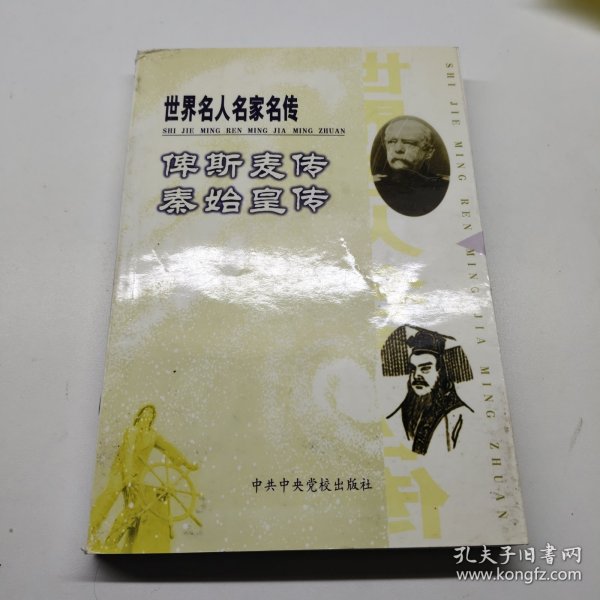 世界名人名家名传
SHI JIE MING REN MING JIA MING ZHUAN
俾斯麦传
秦始皇传
SHI JIE MING REN MING JIA MING ZHUAN
中共中央党校出版社
孔夫子旧书网
www.kongfz.com